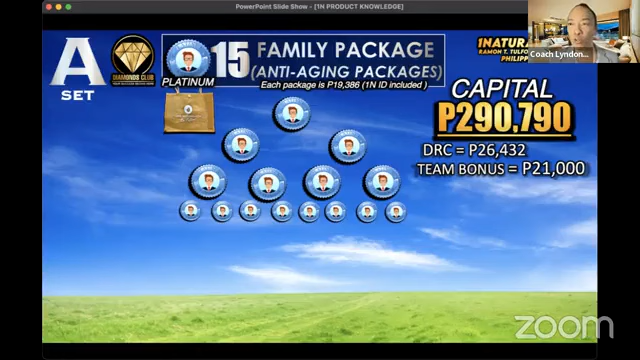 PowerPoint Slide Show - [1N PRODUCT KNOWLEDGE]
A
SET
DIAMONDS CLUB
PLATINUM
15 FAMILY PACKAGE
(ANTI-AGING PACKAGES)
Each package is P19,386 (1N ID included )
1NATURA
RAMON T. TULFO
PHILIPP
Coach Lyndon...
CAPITAL
P290,790
DRC = P26,432
TEAM BONUS = P21,000
zoom